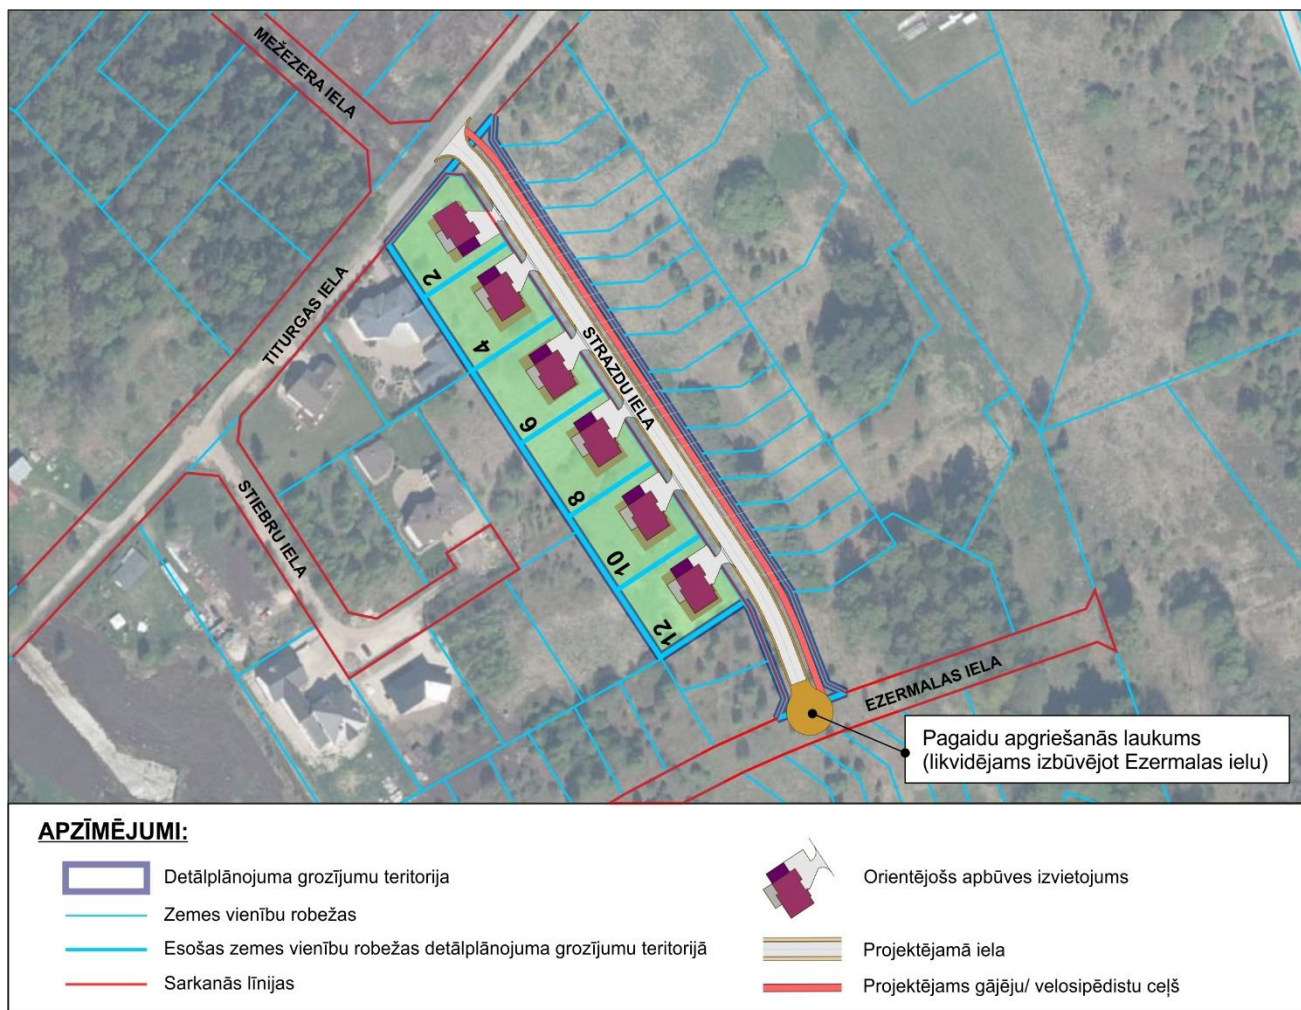 MEŽEZERA IELA
TITURGAS IELA
STRAZDU IELA
STIEBRU IELA
EZERMALAS IELA
2
4
6
8
10
12
Pagaidu apgriešanās laukums
(likvidējams izbūvējot Ezermalas ielu)
APZĪMĒJUMI:
Detālplānojuma grozījumu teritorija
Zemes vienību robežas
Esošas zemes vienību robežas detālplānojuma grozījumu teritorijā
Sarkanās līnijas
Orientējošs apbūves izvietojums
Projektējamā iela
Projektējams gājēju/ velosipēdistu ceļš